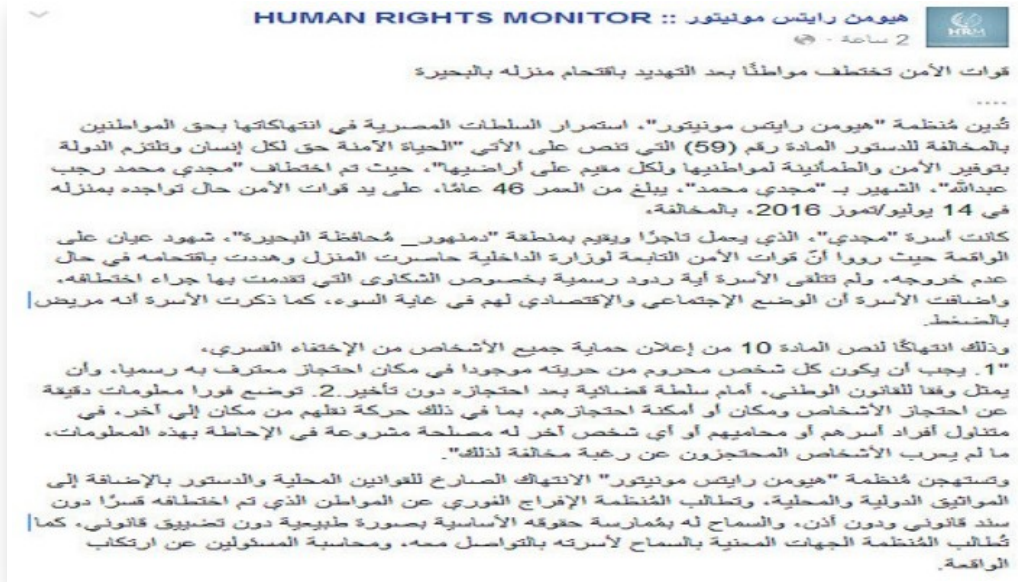 هيومن رايتس مونيتور :: HUMAN RIGHTS MONITOR
HRM
2 ساعة ·
قوات الأمن تختطف مواطنًا بعد التهديد باقتحام منزله بالبحيرة
....
تُدين مُنظمة "هيومن رايتس مونيتور"، استمرار السلطات المصرية في انتهاكاتها بحق المواطنين
بالمخالفة للدستور المادة رقم (59) التي تنص على الأتي "الحياة الآمنة حق لكل إنسان وتلتزم الدولة
بتوفير الأمن والطمأنينة لمواطنيها ولكل مقيم على أراضيها"، حيث تم اختطاف "مجدي محمد رجب
عبدالله"، الشهير بـ "مجدي محمد"، يبلغ من العمر 46 عامًا، على يد قوات الأمن حال تواجده بمنزله
في 14 يوليو/تموز 2016، بالمخالفة،
كانت أسرة "مجدي"، الذي يعمل تاجرًا ويقيم بمنطقة "دمنهور_ مُحافظة البحيرة"، شهود عيان على
الواقعة حيث رووا أنّ قوات الأمن التابعة لوزارة الداخلية حاصرت المنزل وهددت باقتحامه في حال
عدم خروجه، ولم تتلقى الأسرة أية ردود رسمية بخصوص الشكاوى التي تقدمت بها جراء اختطافه،
واضافت الأسرة أن الوضع الإجتماعي والإقتصادي لهم في غاية السوء، كما ذكرت الأسرة أنه مريض
بالضغط.
وذلك انتهاكًا لنص المادة 10 من إعلان حماية جميع الأشخاص من الإختفاء القسري،
"1. يجب أن يكون كل شخص محروم من حريته موجودا في مكان احتجاز معترف به رسميا، وأن
يمثل وفقا للقانون الوطني، أمام سلطة قضائية بعد احتجازه دون تأخير.2. توضع فورا معلومات دقيقة
عن احتجاز الأشخاص ومكان أو أمكنة احتجازهم، بما في ذلك حركة نقلهم من مكان إلي آخر، في
متناول أفراد أسرهم أو محاميهم أو أي شخص آخر له مصلحة مشروعة في الإحاطة بهذه المعلومات،
ما لم يعرب الأشخاص المحتجزون عن رغبة مخالفة لذلك".
وتستهجن مُنظمة "هيومن رايتس مونيتور" الانتهاك الصارخ للقوانين المحلية والدستور بالإضافة إلى
المواثيق الدولية والمحلية، وتطالب المُنظمة الإفراج الفوري عن المواطن الذي تم اختطافه قسرًا دون
سند قانوني ودون أذن، والسماح له بمُمارسة حقوقه الأساسية بصورة طبيعية دون تضييق قانوني، كما
تُطالب المُنظمة الجهات المعنية بالسماح لأسرته بالتواصل معه، ومحاسبة المسئولين عن ارتكاب
الواقعة.